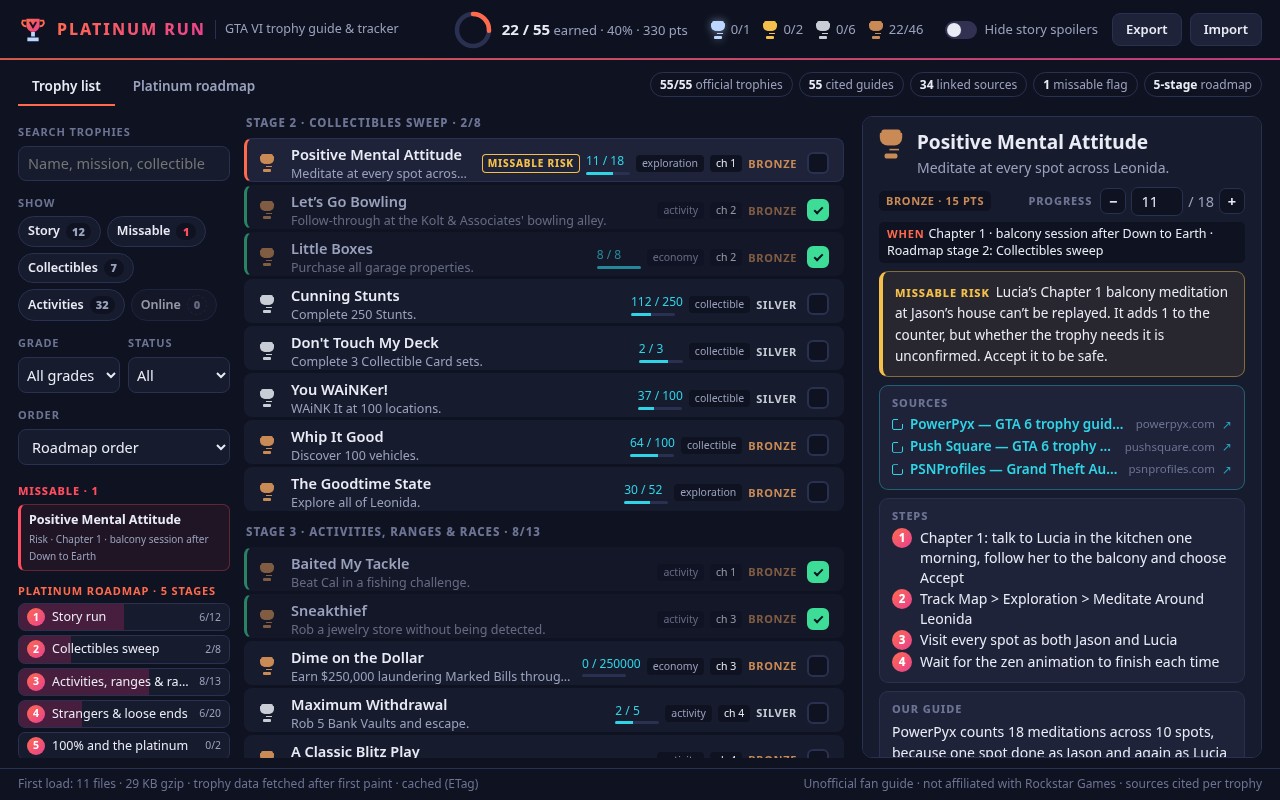 PLATINUM RUN
GTA VI trophy guide & tracker
22 / 55 earned · 40% · 330 pts
0/1
0/2
0/6
22/46
Hide story spoilers
Export
Import
Trophy list
Platinum roadmap
55/55 official trophies
55 cited guides
34 linked sources
1 missable flag
5-stage roadmap
SEARCH TROPHIES
Name, mission, collectible
SHOW
Story 12
Missable 1
Collectibles 7
Activities 32
Online 0
GRADE
STATUS
All grades
All
ORDER
Roadmap order
MISSABLE · 1
Positive Mental Attitude
Risk · Chapter 1 · balcony session after
Down to Earth
PLATINUM ROADMAP · 5 STAGES
1 Story run 6/12
2 Collectibles sweep 2/8
3 Activities, ranges & ra... 8/13
4 Strangers & loose ends 6/20
5 100% and the platinum 0/2
STAGE 2 · COLLECTIBLES SWEEP · 2/8
Positive Mental Attitude
Meditate at every spot acros...
MISSABLE RISK
11 / 18
exploration
ch 1
BRONZE
Let's Go Bowling
Follow-through at the Kolt & Associates' bowling alley.
activity
ch 2
BRONZE
Little Boxes
Purchase all garage properties.
8 / 8
economy
ch 2
BRONZE
Cunning Stunts
Complete 250 Stunts.
112 / 250
collectible
SILVER
Don't Touch My Deck
Complete 3 Collectible Card sets.
2 / 3
collectible
SILVER
You WAiNKer!
WAiNK It at 100 locations.
37 / 100
collectible
SILVER
Whip It Good
Discover 100 vehicles.
64 / 100
collectible
BRONZE
The Goodtime State
Explore all of Leonida.
30 / 52
exploration
BRONZE
STAGE 3 · ACTIVITIES, RANGES & RACES · 8/13
Baited My Tackle
Beat Cal in a fishing challenge.
activity
ch 1
BRONZE
Sneakthief
Rob a jewelry store without being detected.
activity
ch 3
BRONZE
Dime on the Dollar
Earn $250,000 laundering Marked Bills throug...
0 / 250000
economy
ch 3
BRONZE
Maximum Withdrawal
Rob 5 Bank Vaults and escape.
2 / 5
activity
ch 4
SILVER
A Classic Blitz Play
Positive Mental Attitude
Meditate at every spot across Leonida.
BRONZE · 15 PTS
PROGRESS
−
11
/ 18
+
WHEN Chapter 1 · balcony session after Down to Earth ·
Roadmap stage 2: Collectibles sweep
MISSABLE RISK Lucia's Chapter 1 balcony meditation
at Jason's house can't be replayed. It adds 1 to the
counter, but whether the trophy needs it is
unconfirmed. Accept it to be safe.
SOURCES
PowerPyx — GTA 6 trophy guid... powerpyx.com ↗
Push Square — GTA 6 trophy ... pushsquare.com ↗
PSNProfiles — Grand Theft Au... psnprofiles.com ↗
STEPS
1 Chapter 1: talk to Lucia in the kitchen one
morning, follow her to the balcony and choose
Accept
2 Track Map > Exploration > Meditate Around
Leonida
3 Visit every spot as both Jason and Lucia
4 Wait for the zen animation to finish each time
OUR GUIDE
PowerPyx counts 18 meditations across 10 spots,
because one spot done as Jason and again as Lucia
First load: 11 files · 29 KB gzip · trophy data fetched after first paint · cached (ETag)
Unofficial fan guide · not affiliated with Rockstar Games · sources cited per trophy